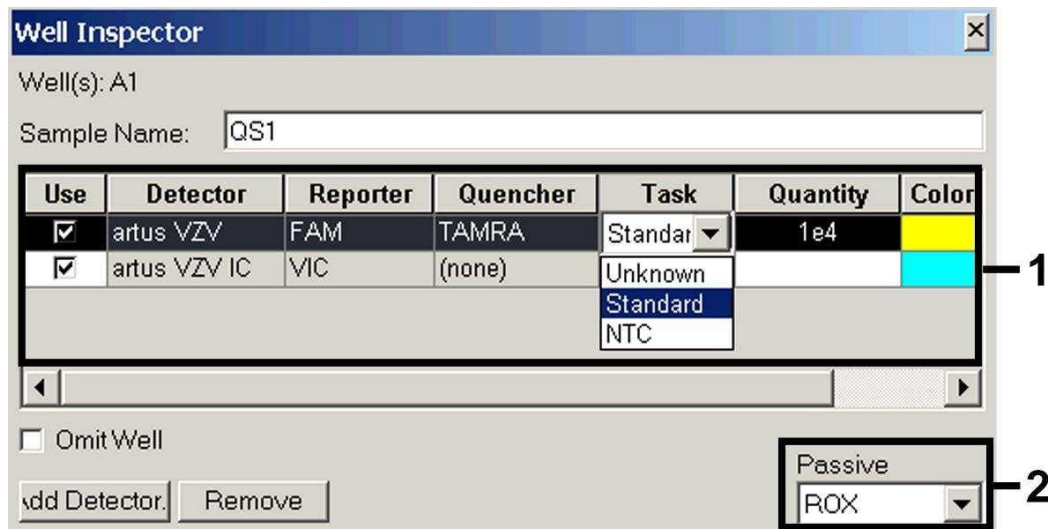 Well Inspector
Well(s): A1
Sample Name: QS1
Use Detector Reporter Quencher Task Quantity Color
artus VZV FAM TAMRA Standar 1e4
artus VZV IC VIC (none)
Unknown
Standard
NTC
1
Omit Well
Passive
dd Detector. Remove ROX
2